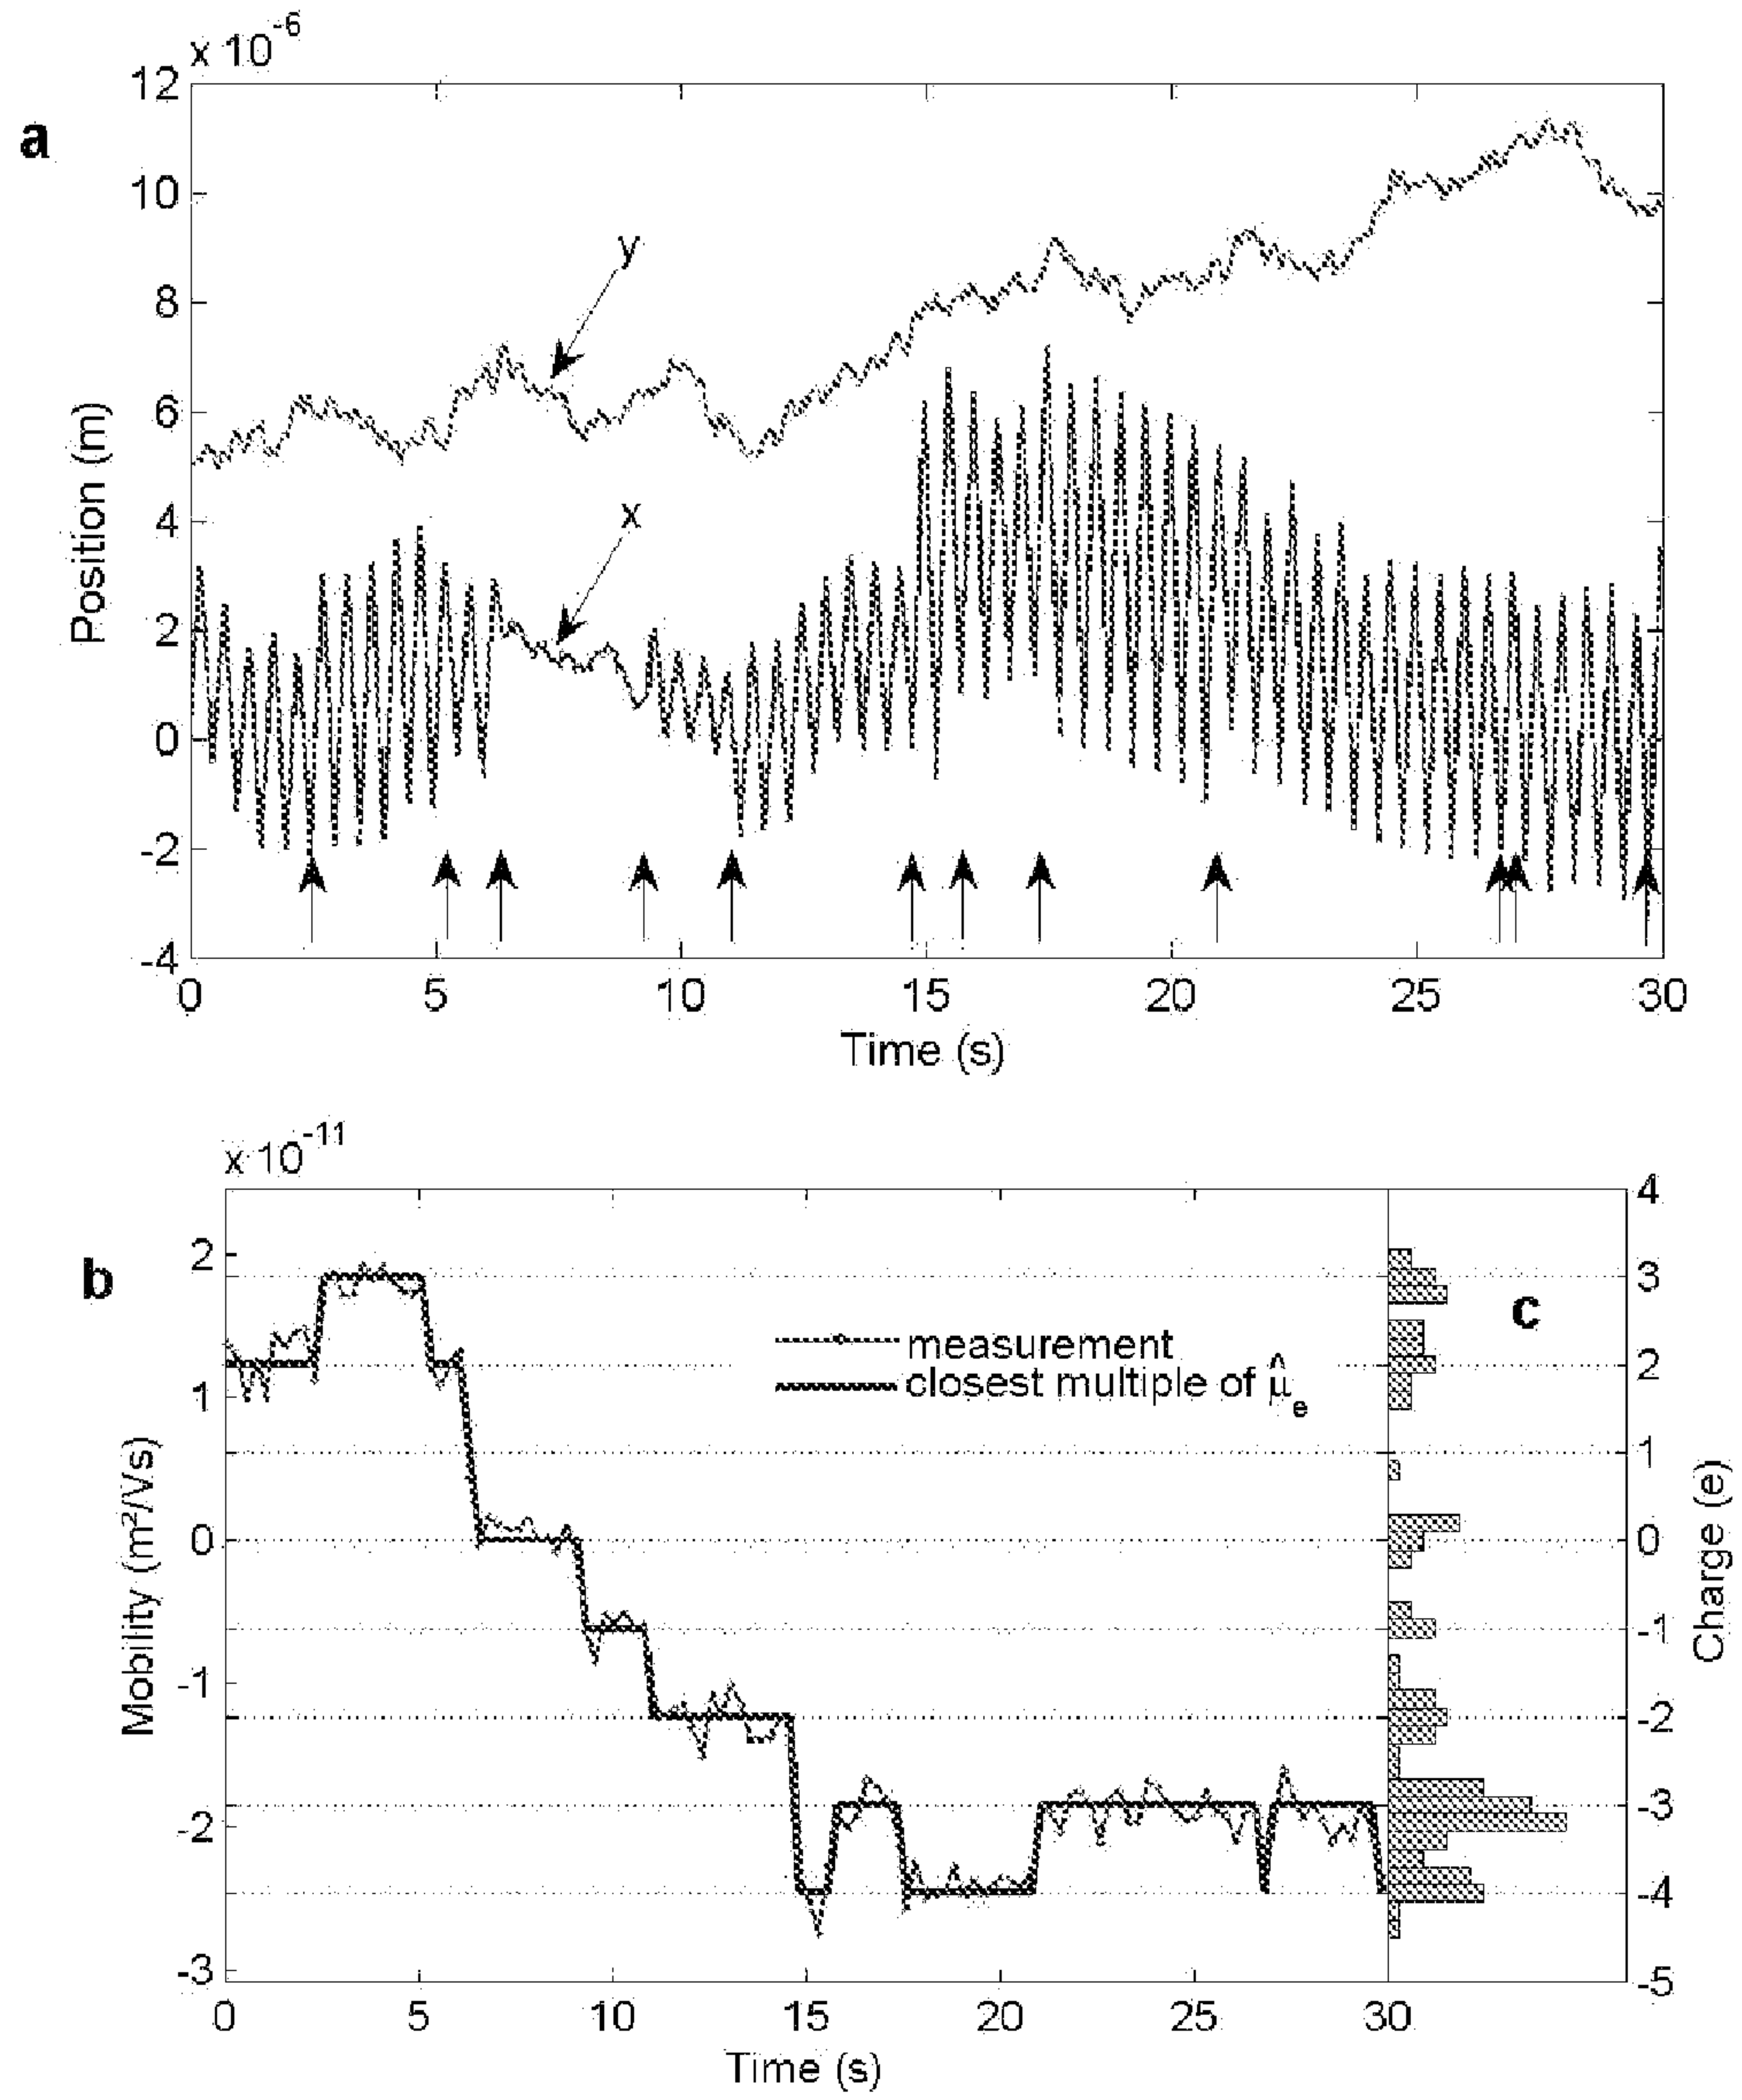 x 10-6
a
12
10
8
6
4
2
0
-2
-4
Position (m)
y
x
0 5 10 15 20 25 30
Time (s)
x 10-11
b
2
1
0
-1
-2
-3
Mobility (m²/Vs)
measurement
closest multiple of μ̂e
c
4
3
2
1
0
-1
-2
-3
-4
-5
Charge (e)
0 5 10 15 20 25 30
Time (s)